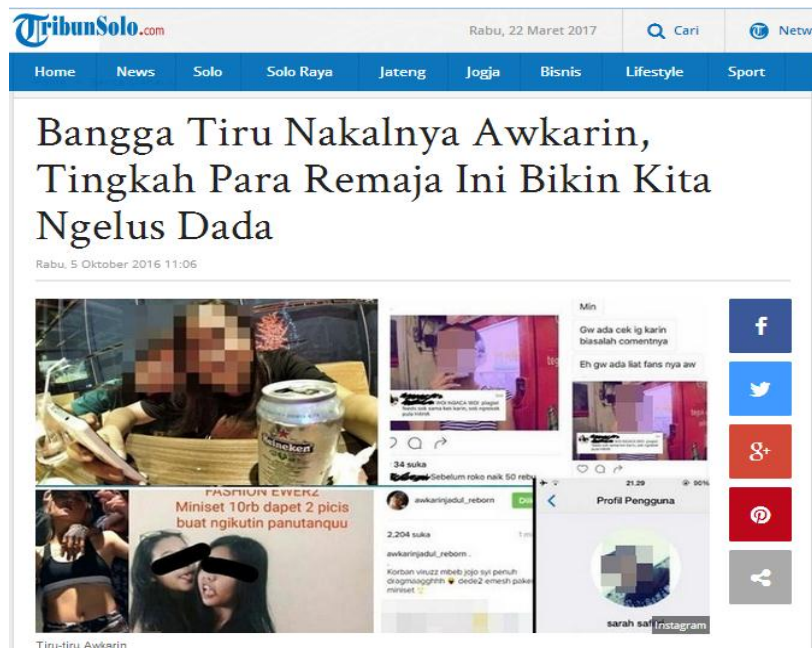 TribunSolo.com
Rabu, 22 Maret 2017
Cari
Netw
Home News Solo Solo Raya Jateng Jogja Bisnis Lifestyle Sport
Bangga Tiru Nakalnya Awkarin,
Tingkah Para Remaja Ini Bikin Kita
Ngelus Dada
Rabu, 5 Oktober 2016 11:06
Heineken
34 suka
Sebelum roko naik 50 rebu
Min
Gw ada cek ig karin
biasalah comentnya
Eh gw ada liat fans nya aw
FASHION EWERZ
Miniset 10rb dapet 2 picis
buat ngikutin panutanquu
awkarinjadul_reborn
2,204 suka
awkarinjadul_reborn .
Korban viruzz mbeb jojo syi penuh
dragmaagghhh dede2 emesh pake
miniset
21.29 90%
Profil Pengguna
sarah
Instagram
Tiru-tiru Awkarin
f
g+